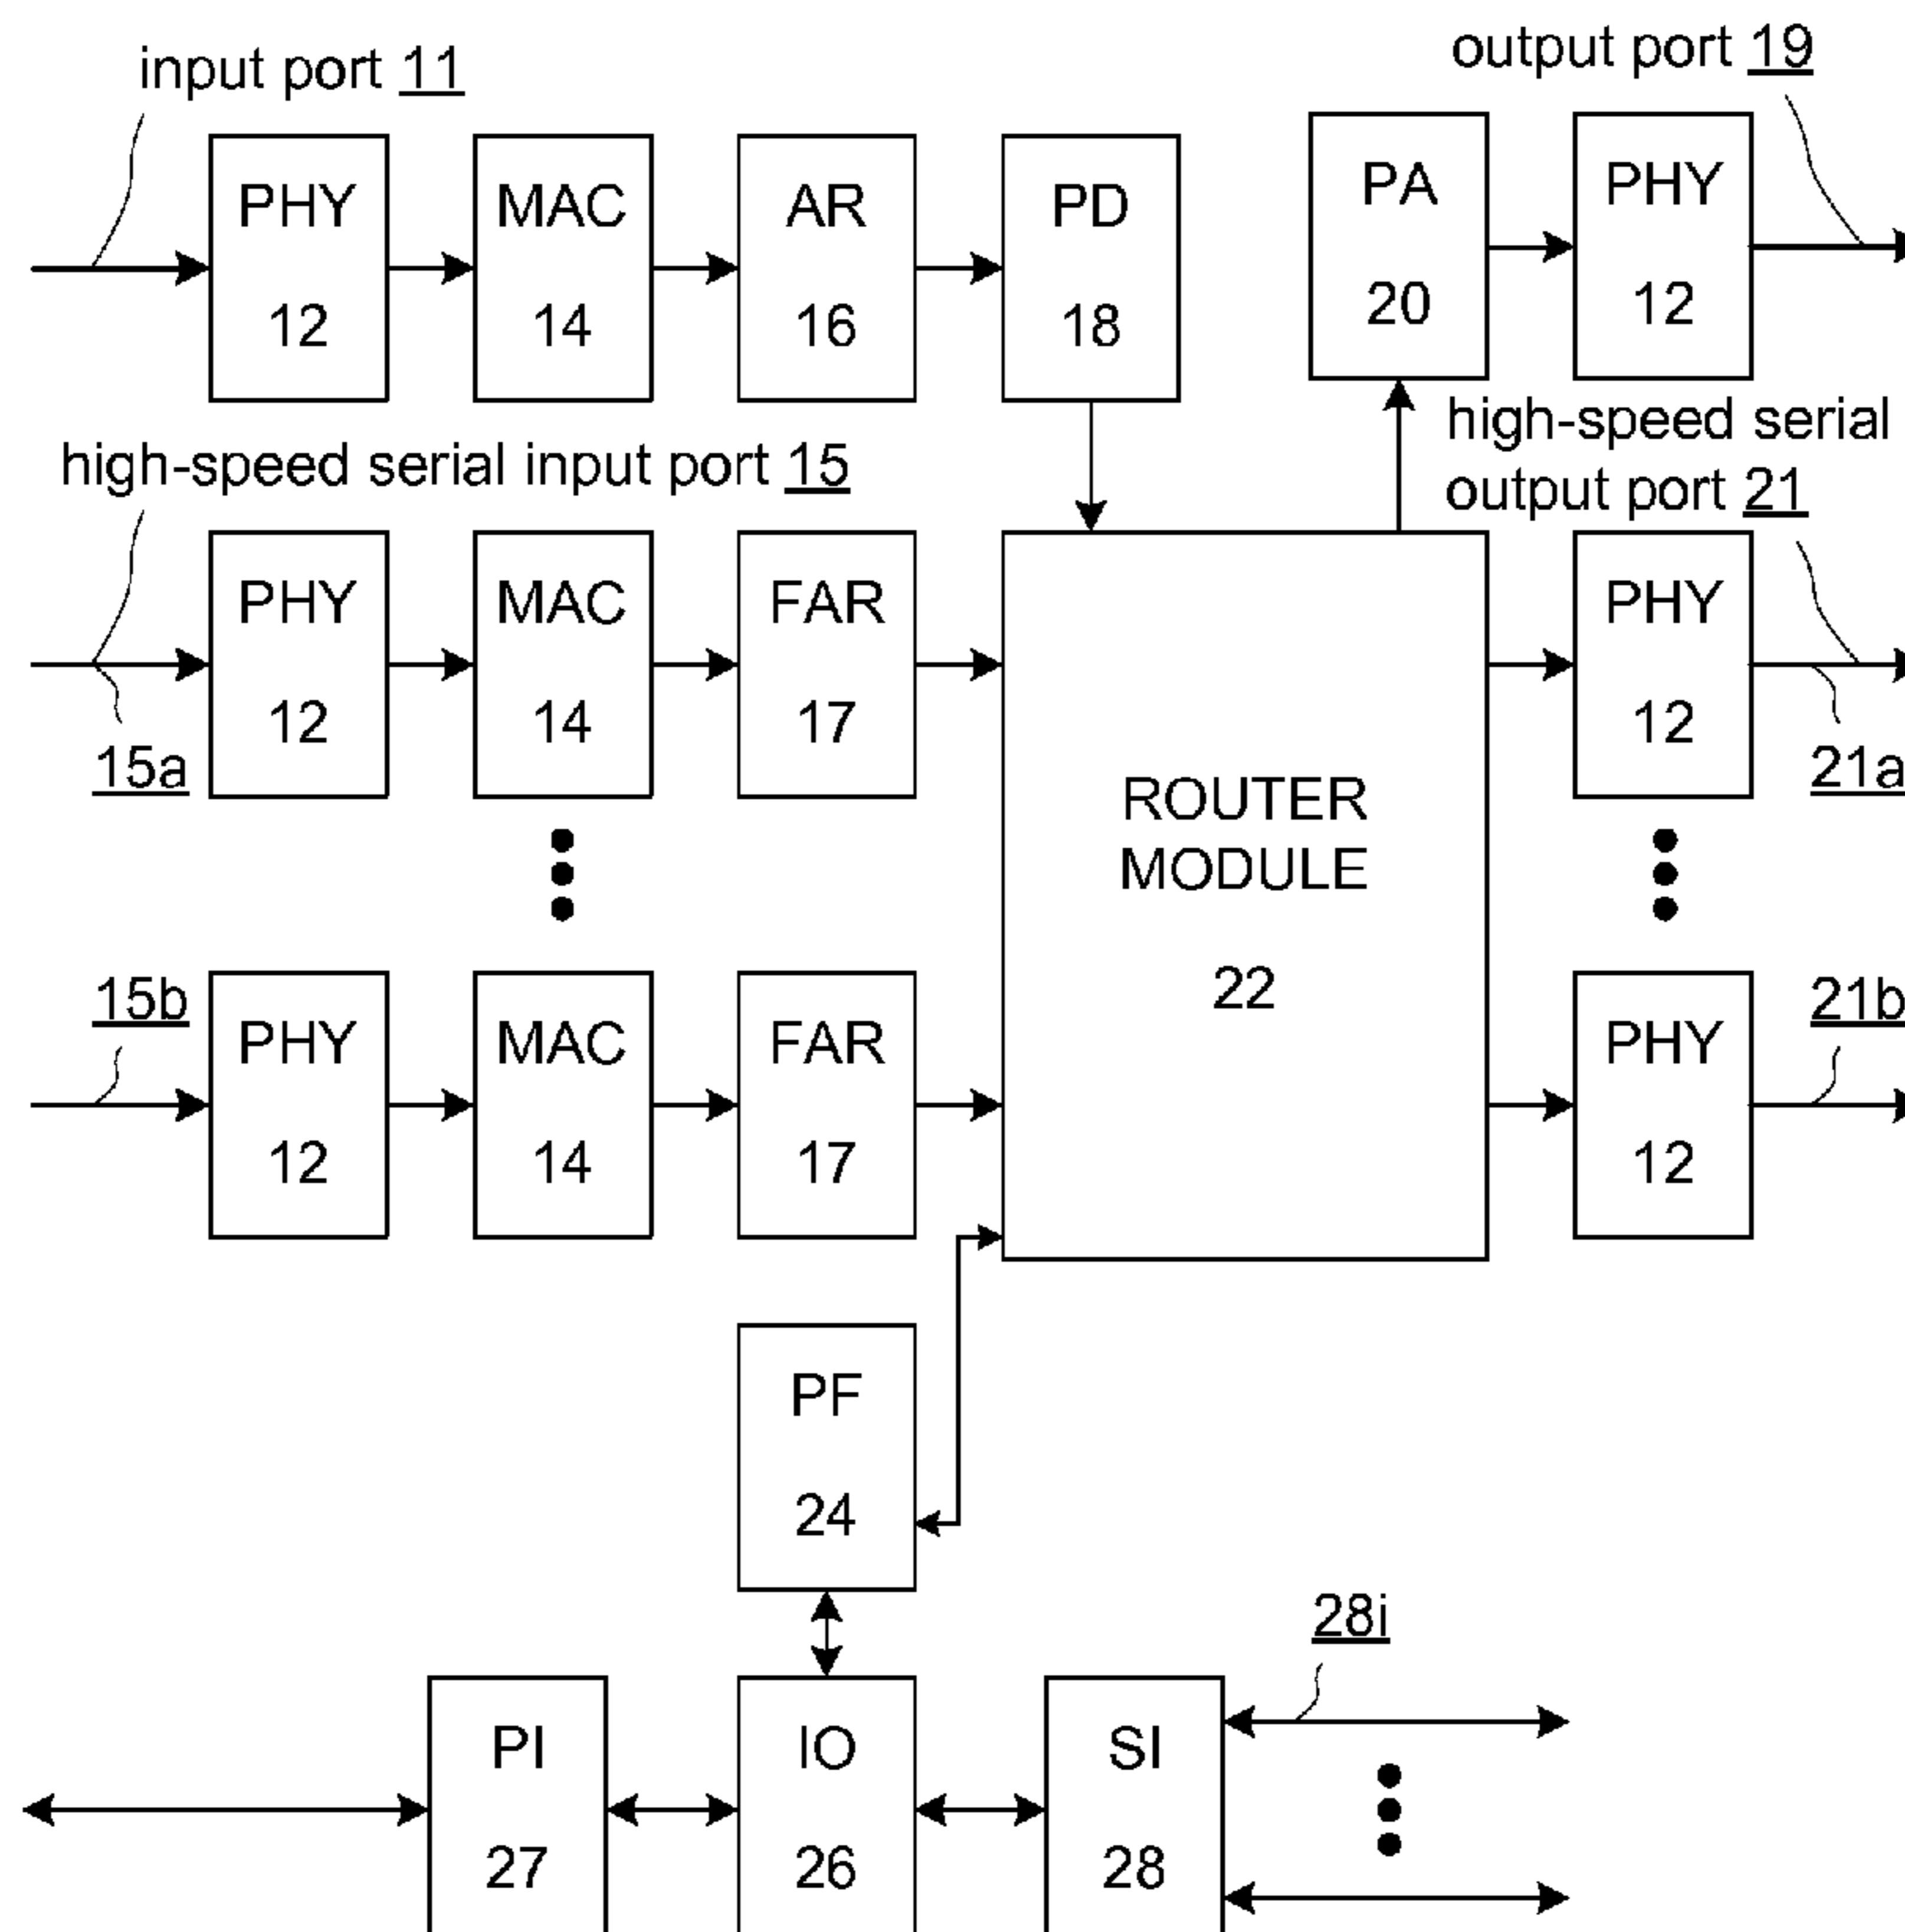 input port 11
output port 19
PHY
12
MAC
14
AR
16
PD
18
PA
20
PHY
12
high-speed serial input port 15
high-speed serial
output port 21
PHY
12
MAC
14
FAR
17
ROUTER
MODULE
22
PHY
12
15a
21a
15b
PHY
12
MAC
14
FAR
17
PHY
12
21b
PF
24
28i
PI
27
IO
26
SI
28